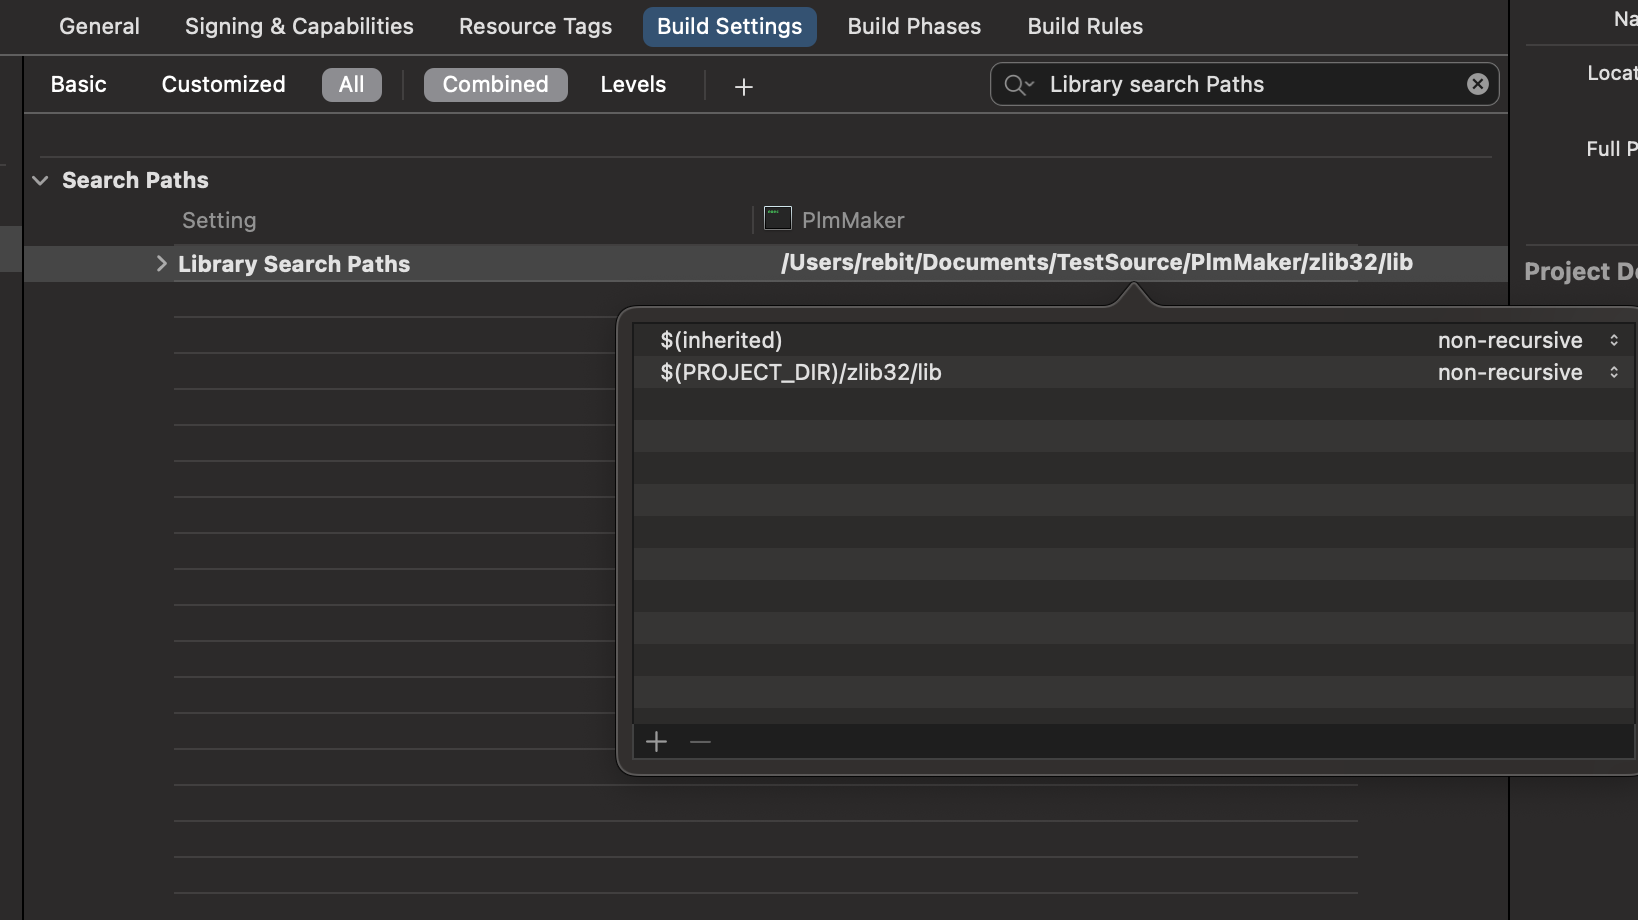 General Signing & Capabilities Resource Tags Build Settings Build Phases Build Rules
Basic Customized All Combined Levels + Library search Paths
Search Paths
Setting PlmMaker
Library Search Paths /Users/rebit/Documents/TestSource/PlmMaker/zlib32/lib
$(inherited) non-recursive
$(PROJECT_DIR)/zlib32/lib non-recursive
Na
Locat
Full P
Project De